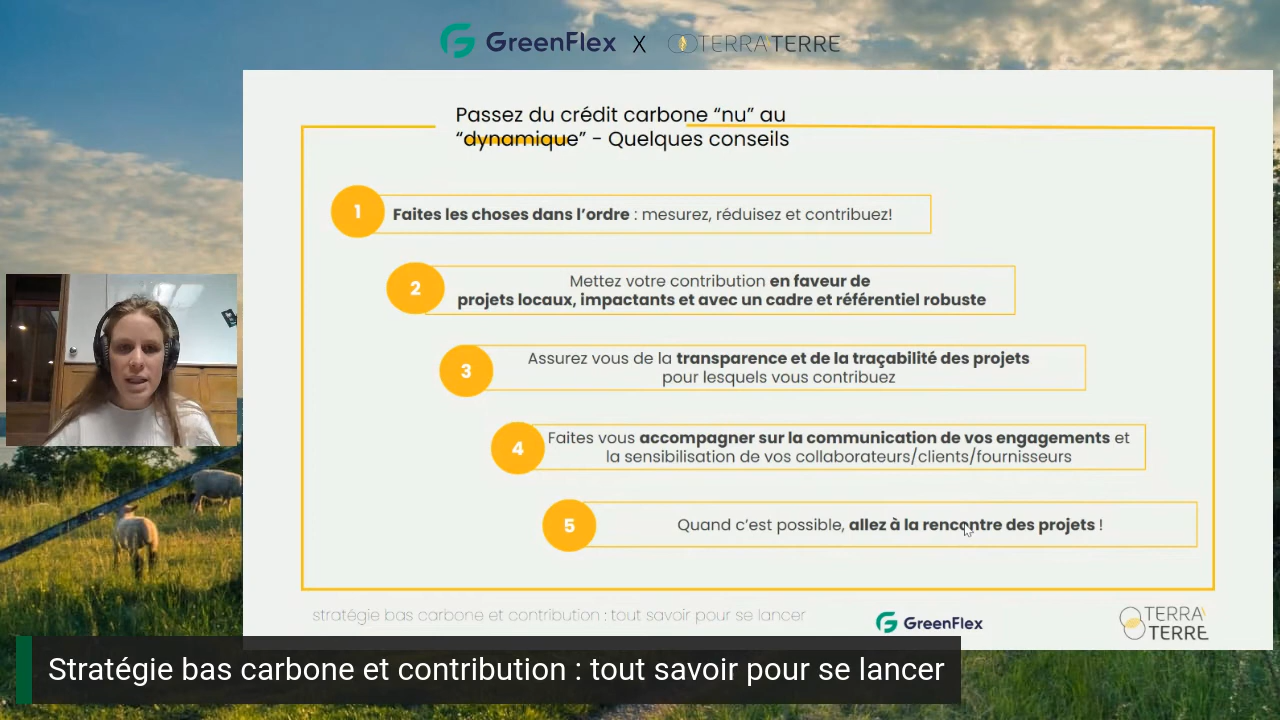 GreenFlex X TERRATERRE
Passez du crédit carbone “nu” au
“dynamique” - Quelques conseils
1
Faites les choses dans l’ordre : mesurez, réduisez et contribuez!
2
Mettez votre contribution en faveur de
projets locaux, impactants et avec un cadre et référentiel robuste
3
Assurez vous de la transparence et de la traçabilité des projets
pour lesquels vous contribuez
4
Faites vous accompagner sur la communication de vos engagements et
la sensibilisation de vos collaborateurs/clients/fournisseurs
5
Quand c’est possible, allez à la rencontre des projets !
stratégie bas carbone et contribution : tout savoir pour se lancer
GreenFlex
TERRA
TERRE
Stratégie bas carbone et contribution : tout savoir pour se lancer